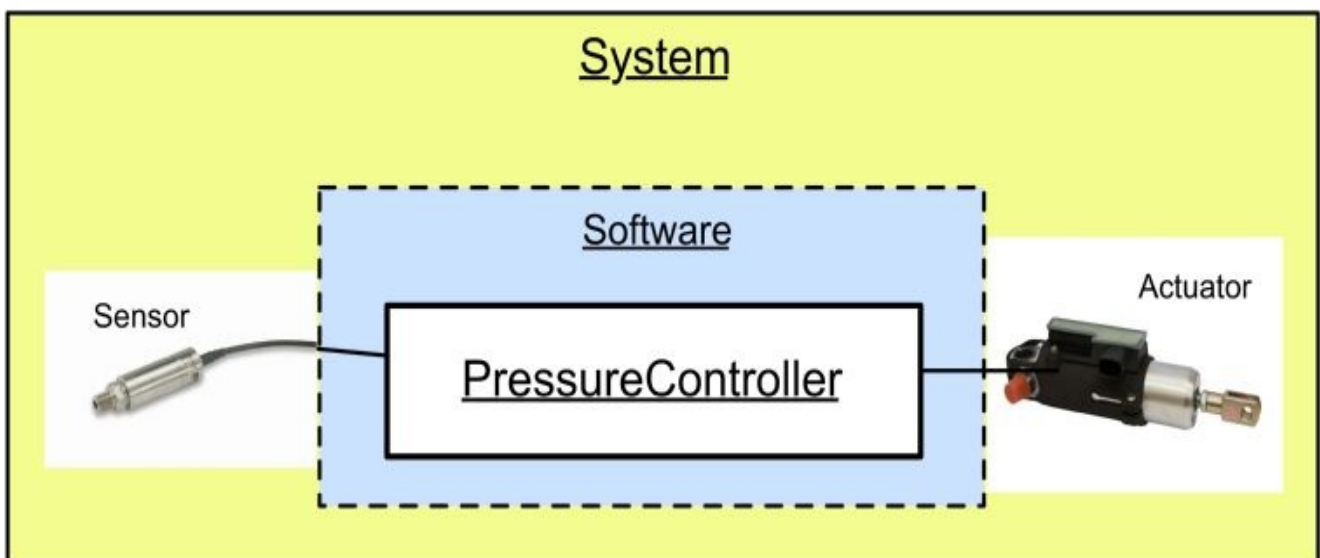 System
Software
Sensor
Actuator
PressureController